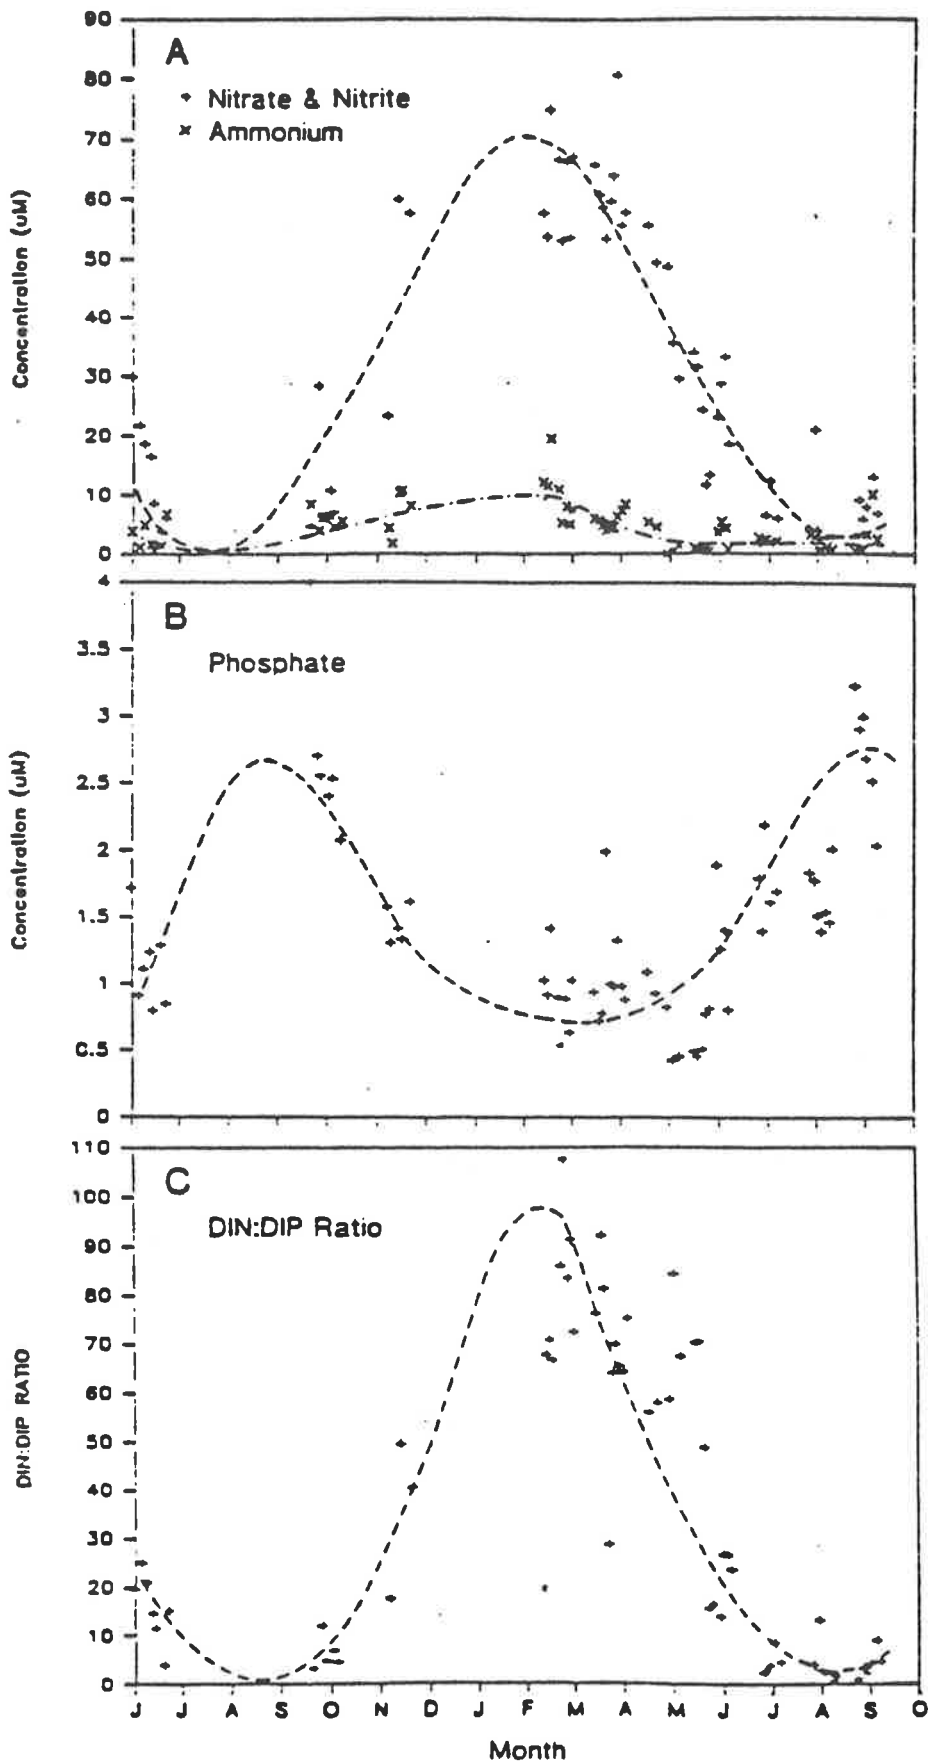 A
+ Nitrate & Nitrite
x Ammonium
Concentration (uM)
90
80
70
60
50
40
30
20
10
0
B
Phosphate
Concentration (uM)
4
3.5
3
2.5
2
1.5
1
0.5
0
C
DIN:DIP Ratio
DIN:DIP RATIO
110
100
90
80
70
60
50
40
30
20
10
0
J J A S O N D J F M A M J J A S O
Month